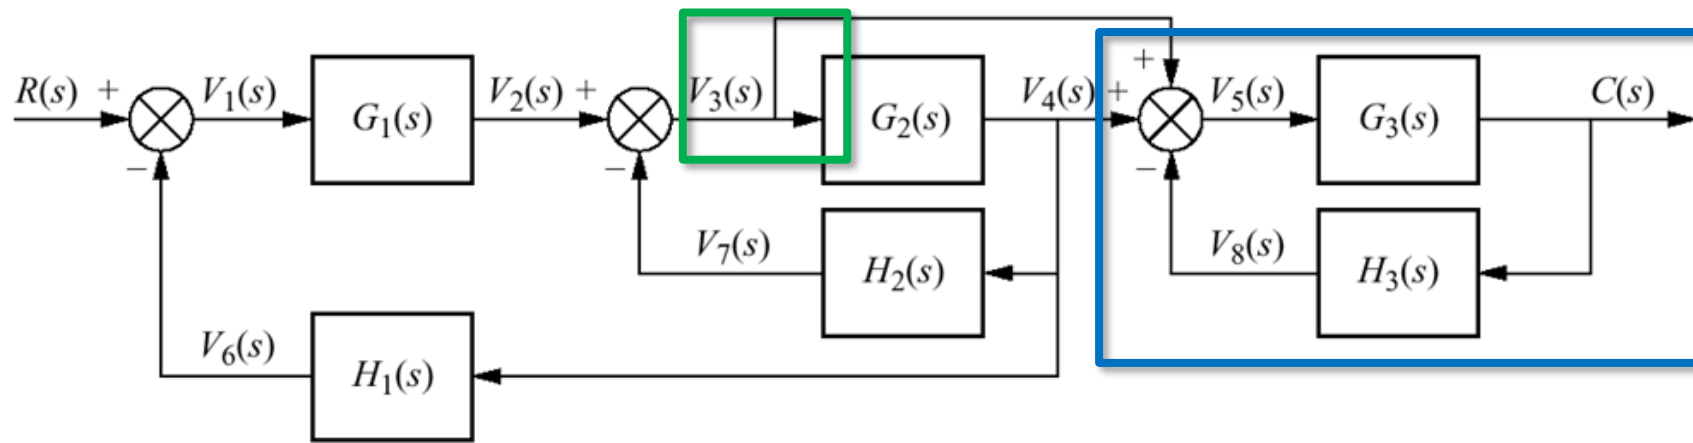 R(s) +
V₁(s)
G₁(s)
V₂(s) +
V₃(s)
G₂(s)
V₄(s) +
+
V₅(s)
G₃(s)
C(s)
−
−
−
V₇(s)
H₂(s)
V₈(s)
H₃(s)
V₆(s)
H₁(s)